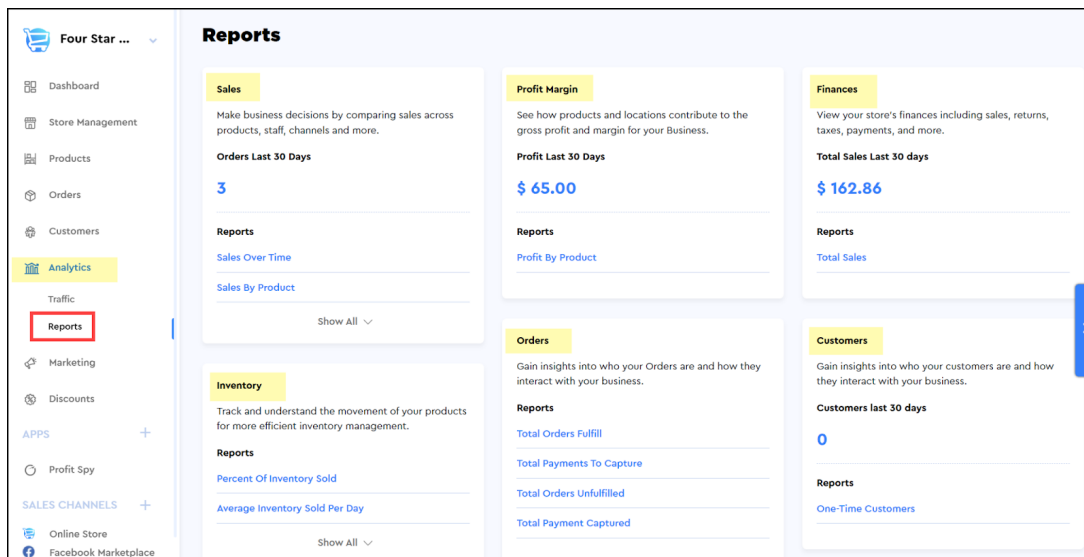 Four Star ...
Dashboard
Store Management
Products
Orders
Customers
Analytics
Traffic
Reports
Marketing
Discounts
APPS
Profit Spy
SALES CHANNELS
Online Store
Facebook Marketplace
Reports
Sales
Make business decisions by comparing sales across
products, staff, channels and more.
Orders Last 30 Days
3
Reports
Sales Over Time
Sales By Product
Show All
Inventory
Track and understand the movement of your products
for more efficient inventory management.
Reports
Percent Of Inventory Sold
Average Inventory Sold Per Day
Show All
Profit Margin
See how products and locations contribute to the
gross profit and margin for your Business.
Profit Last 30 Days
$ 65.00
Reports
Profit By Product
Orders
Gain insights into who your Orders are and how they
interact with your business.
Reports
Total Orders Fulfill
Total Payments To Capture
Total Orders Unfulfilled
Total Payment Captured
Finances
View your store's finances including sales, returns,
taxes, payments, and more.
Total Sales Last 30 days
$ 162.86
Reports
Total Sales
Customers
Gain insights into who your customers are and how
they interact with your business.
Customers last 30 days
0
Reports
One-Time Customers